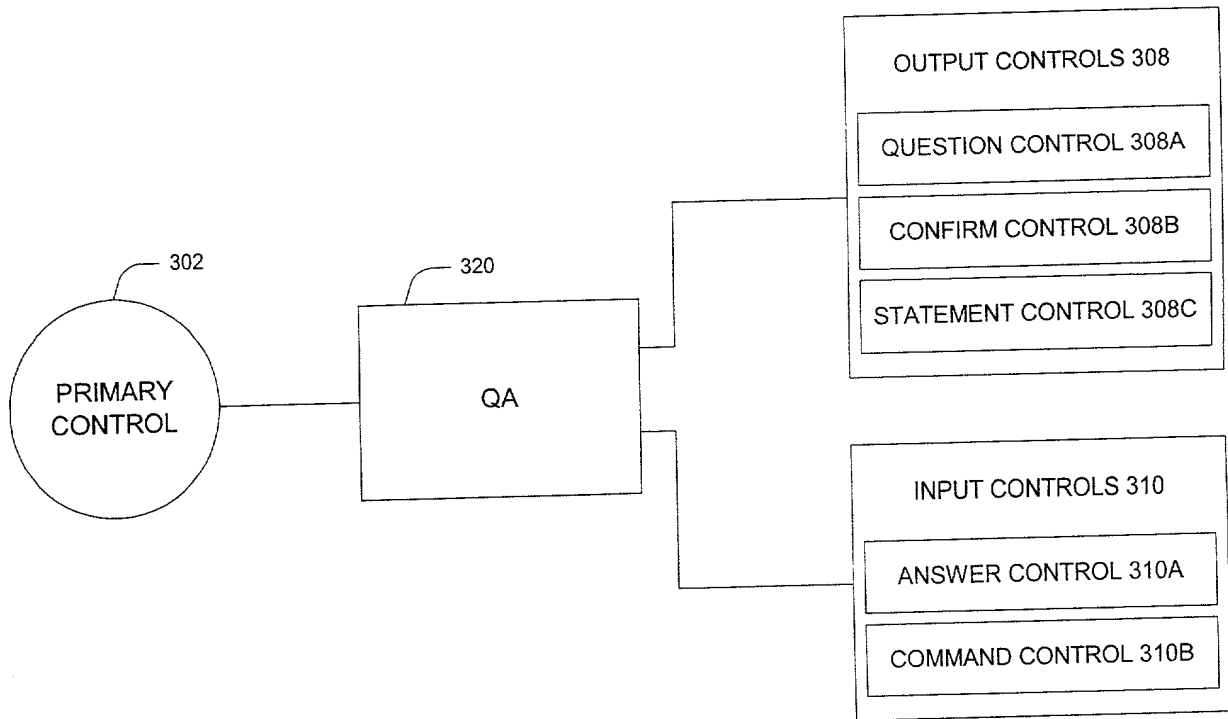 OUTPUT CONTROLS 308
QUESTION CONTROL 308A
CONFIRM CONTROL 308B
STATEMENT CONTROL 308C
302
320
PRIMARY
CONTROL
QA
INPUT CONTROLS 310
ANSWER CONTROL 310A
COMMAND CONTROL 310B